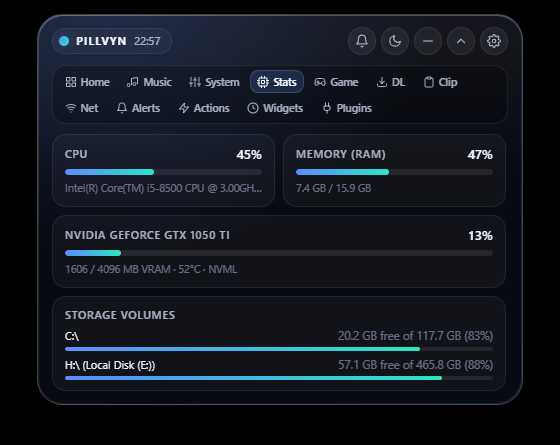 PILLVYN 22:57
Home Music System Stats Game DL Clip
Net Alerts Actions Widgets Plugins
CPU 45%
Intel(R) Core(TM) i5-8500 CPU @ 3.00GH...
MEMORY (RAM) 47%
7.4 GB / 15.9 GB
NVIDIA GEFORCE GTX 1050 TI 13%
1606 / 4096 MB VRAM · 52°C · NVML
STORAGE VOLUMES
C:\ 20.2 GB free of 117.7 GB (83%)
H:\ (Local Disk (E:)) 57.1 GB free of 465.8 GB (88%)